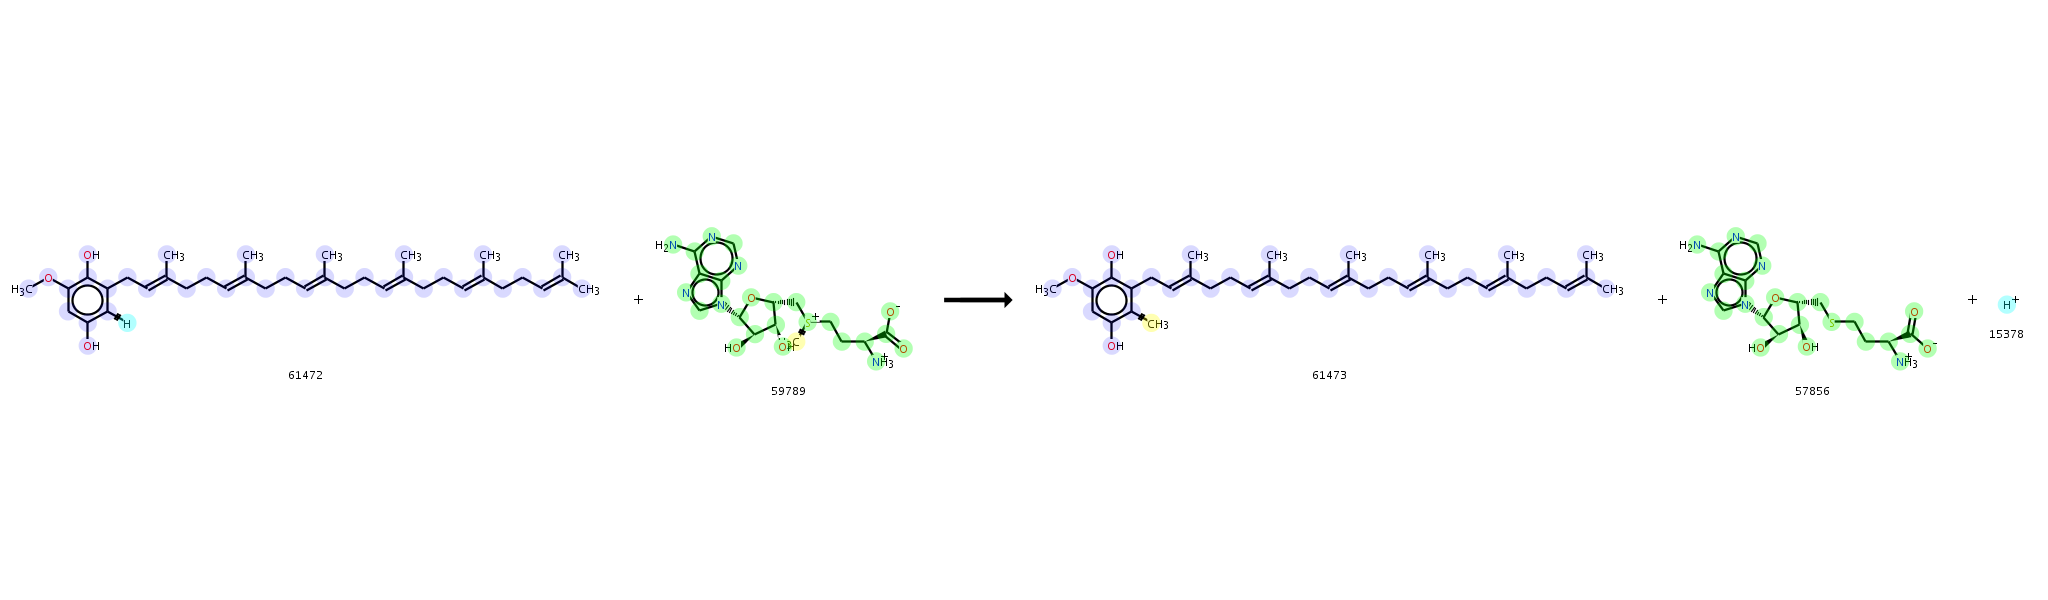 OH CH3 CH3 CH3 CH3 CH3 CH3
H3C O CH3
H
OH
61472
+
H2N N N N N
O S+ O-
HO OH H3C O
NH3+
59789
OH CH3 CH3 CH3 CH3 CH3 CH3
H3C O CH3
CH3
OH
61473
+
H2N N N N N
O S O
HO OH O-
NH3+
57856
+
H+
15378